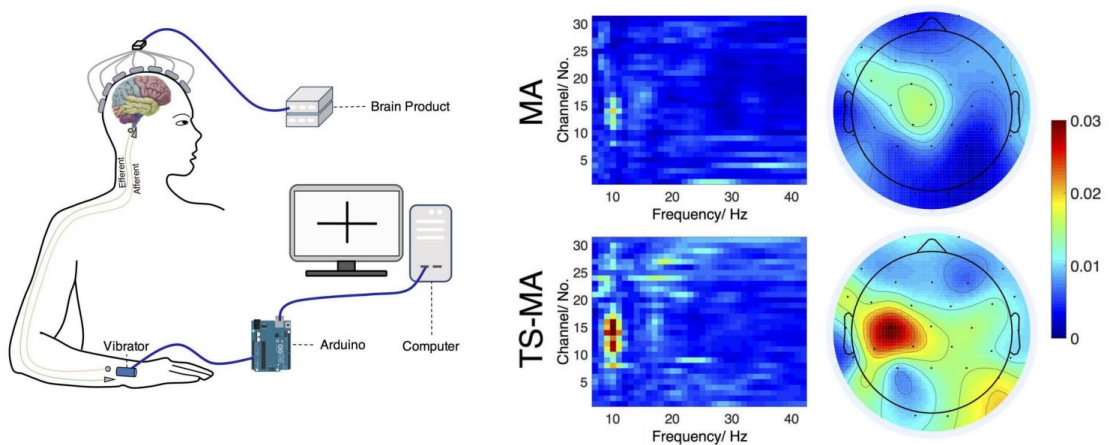 Brain Product
Efferent
Afferent
Vibrator
Arduino
Computer
MA
Channel/ No.
30
25
20
15
10
5
10
20
30
40
Frequency/ Hz
TS-MA
Channel/ No.
30
25
20
15
10
5
10
20
30
40
Frequency/ Hz
0.03
0.02
0.01
0